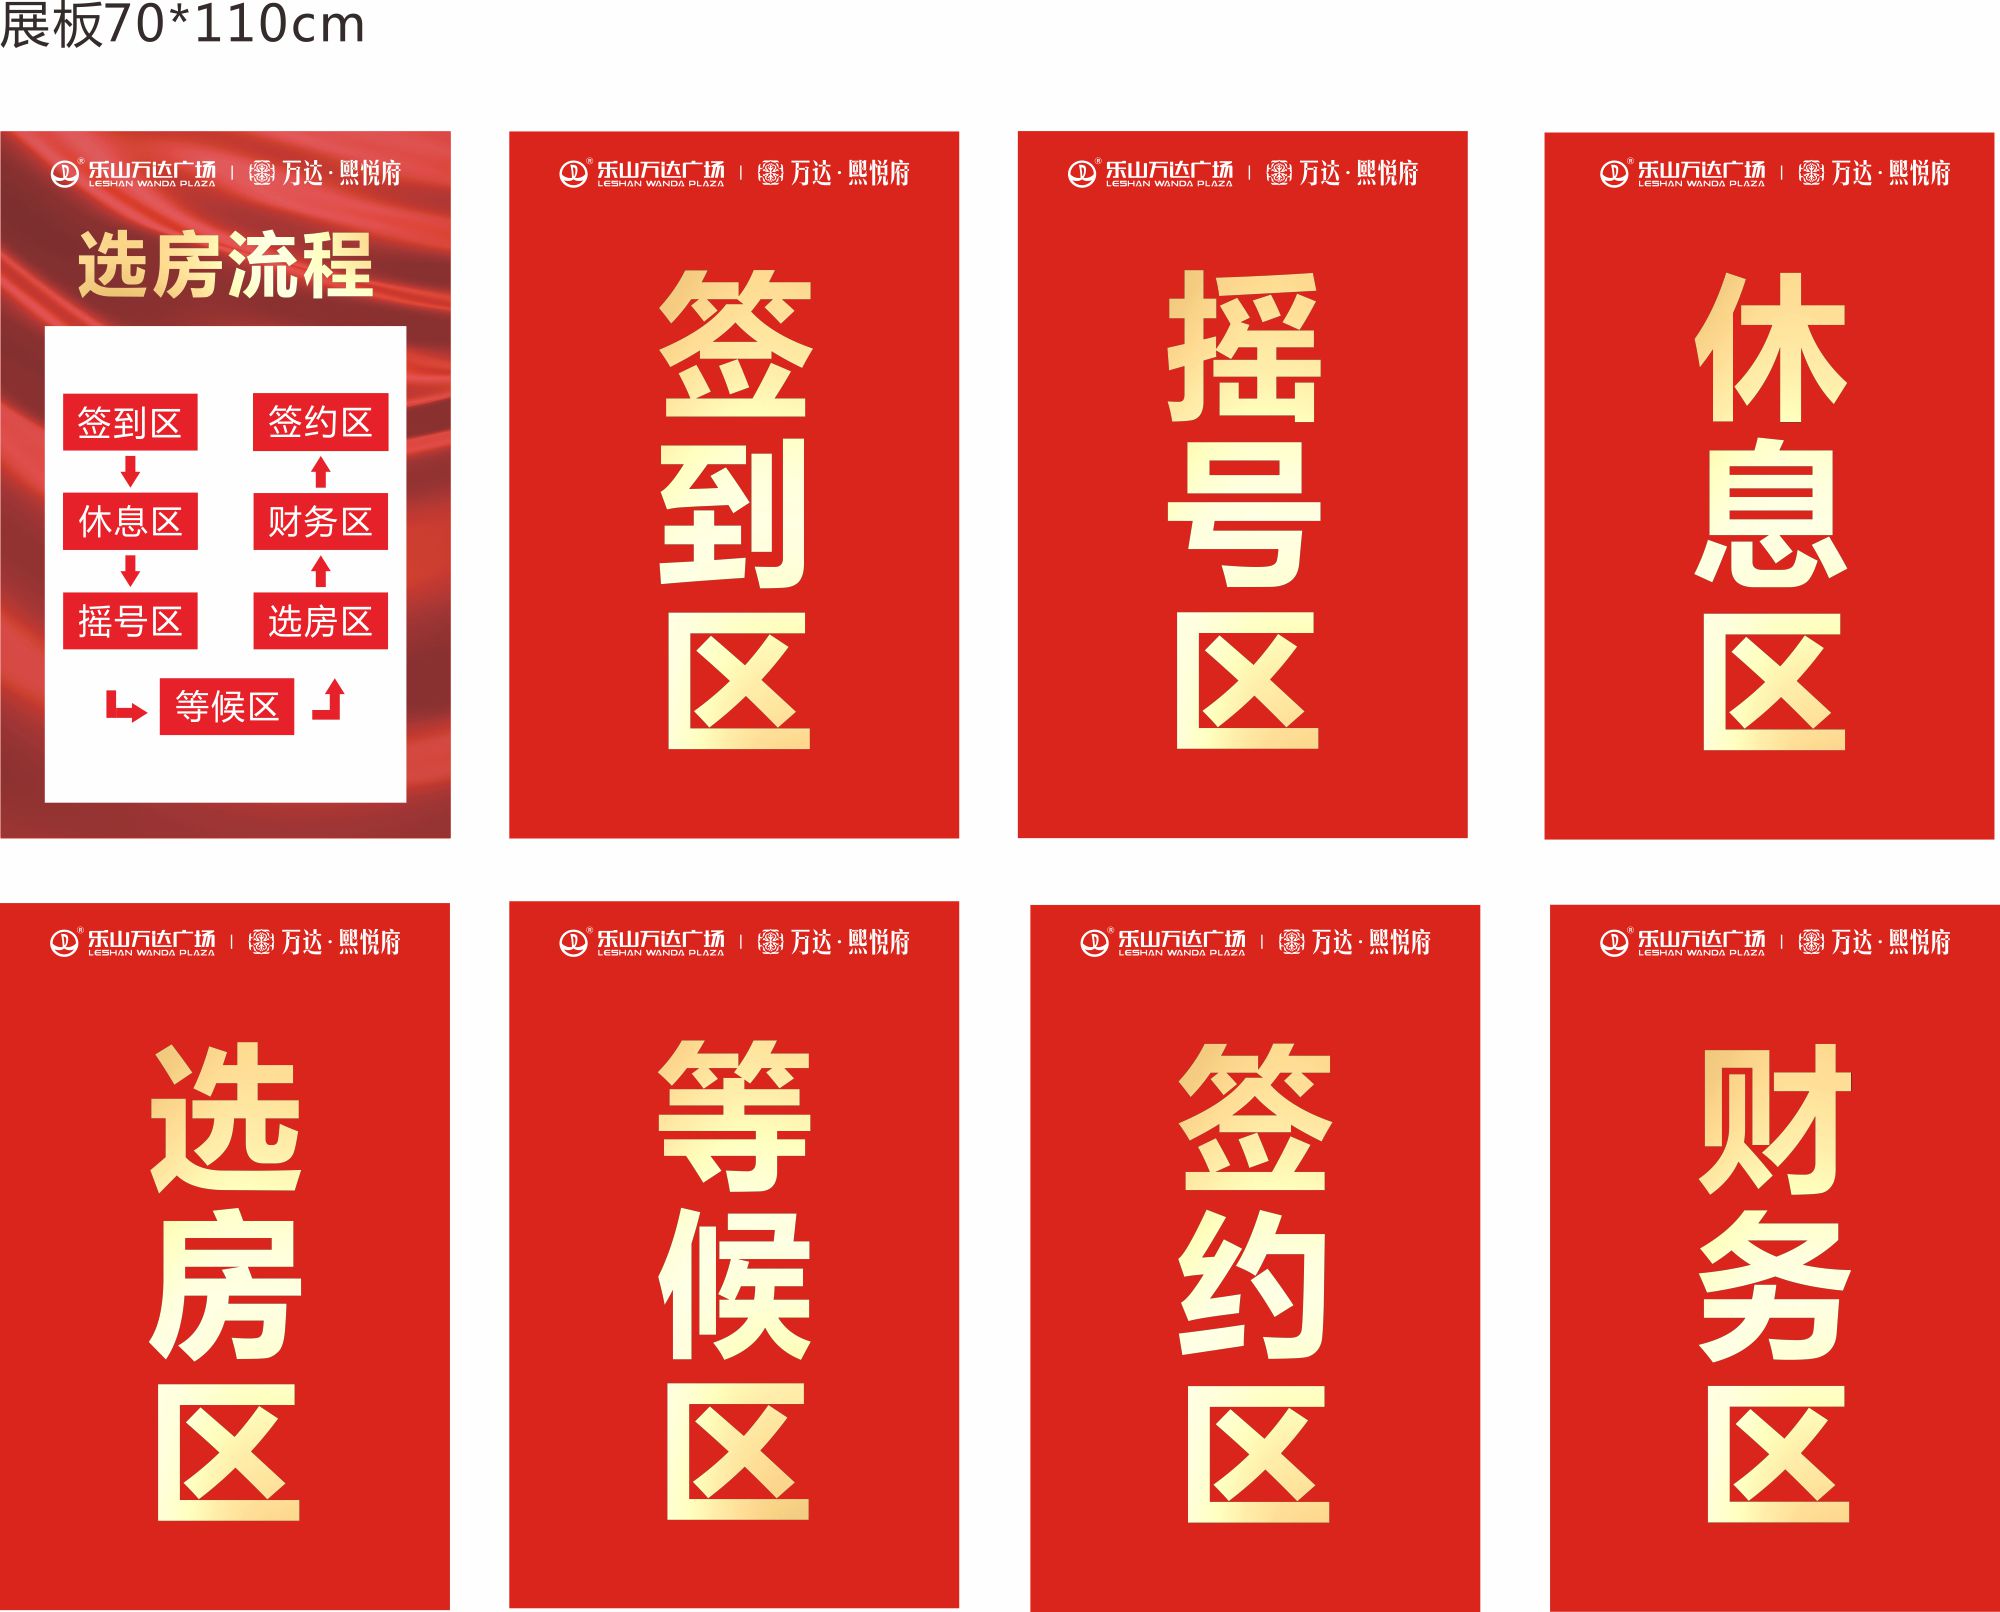 展板70*110cm
乐山万达广场® | 万达·熙悦府
LESHAN WANDA PLAZA
选房流程
签到区 签约区
休息区 财务区
摇号区 选房区
等候区
乐山万达广场® | 万达·熙悦府
LESHAN WANDA PLAZA
签
到
区
乐山万达广场® | 万达·熙悦府
LESHAN WANDA PLAZA
摇
号
区
乐山万达广场® | 万达·熙悦府
LESHAN WANDA PLAZA
休
息
区
乐山万达广场® | 万达·熙悦府
LESHAN WANDA PLAZA
选
房
区
乐山万达广场® | 万达·熙悦府
LESHAN WANDA PLAZA
等
候
区
乐山万达广场® | 万达·熙悦府
LESHAN WANDA PLAZA
签
约
区
乐山万达广场® | 万达·熙悦府
LESHAN WANDA PLAZA
财
务
区